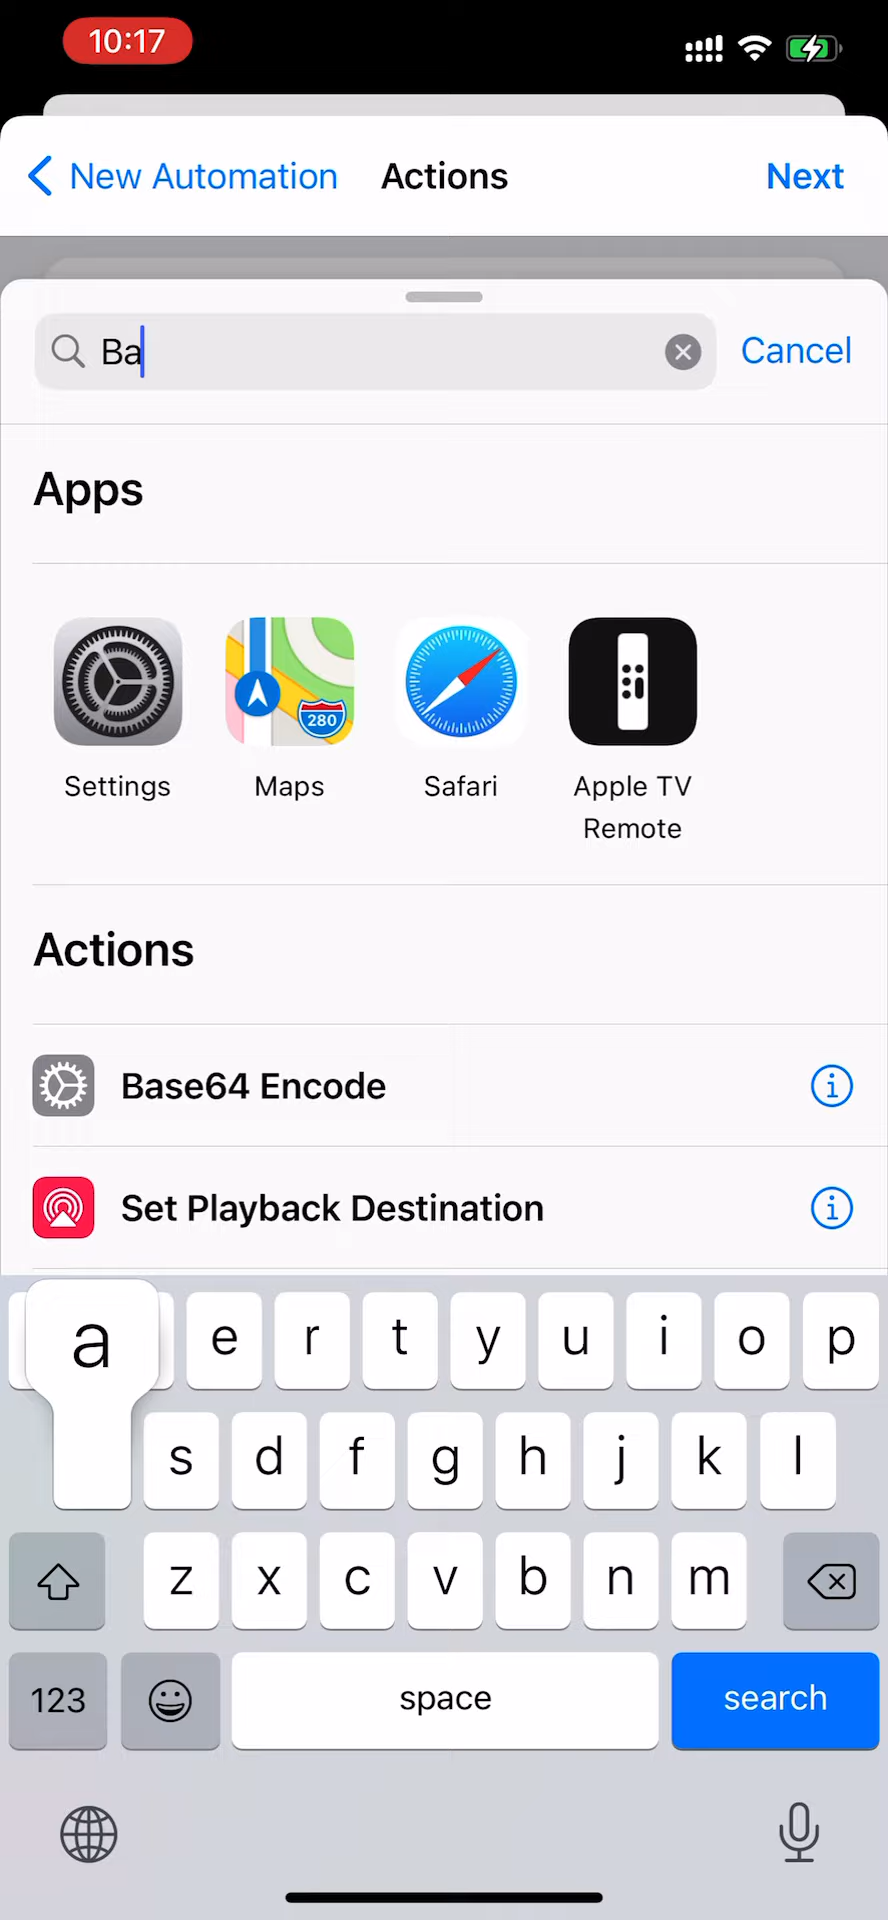 10:17
New Automation
Actions
Next
Ba
Cancel
Apps
280
Settings
Maps
Safari
Apple TV
Remote
Actions
Base64 Encode
Set Playback Destination
a e r t y u i o p
s d f g h j k l
z x c v b n m
123
space
search